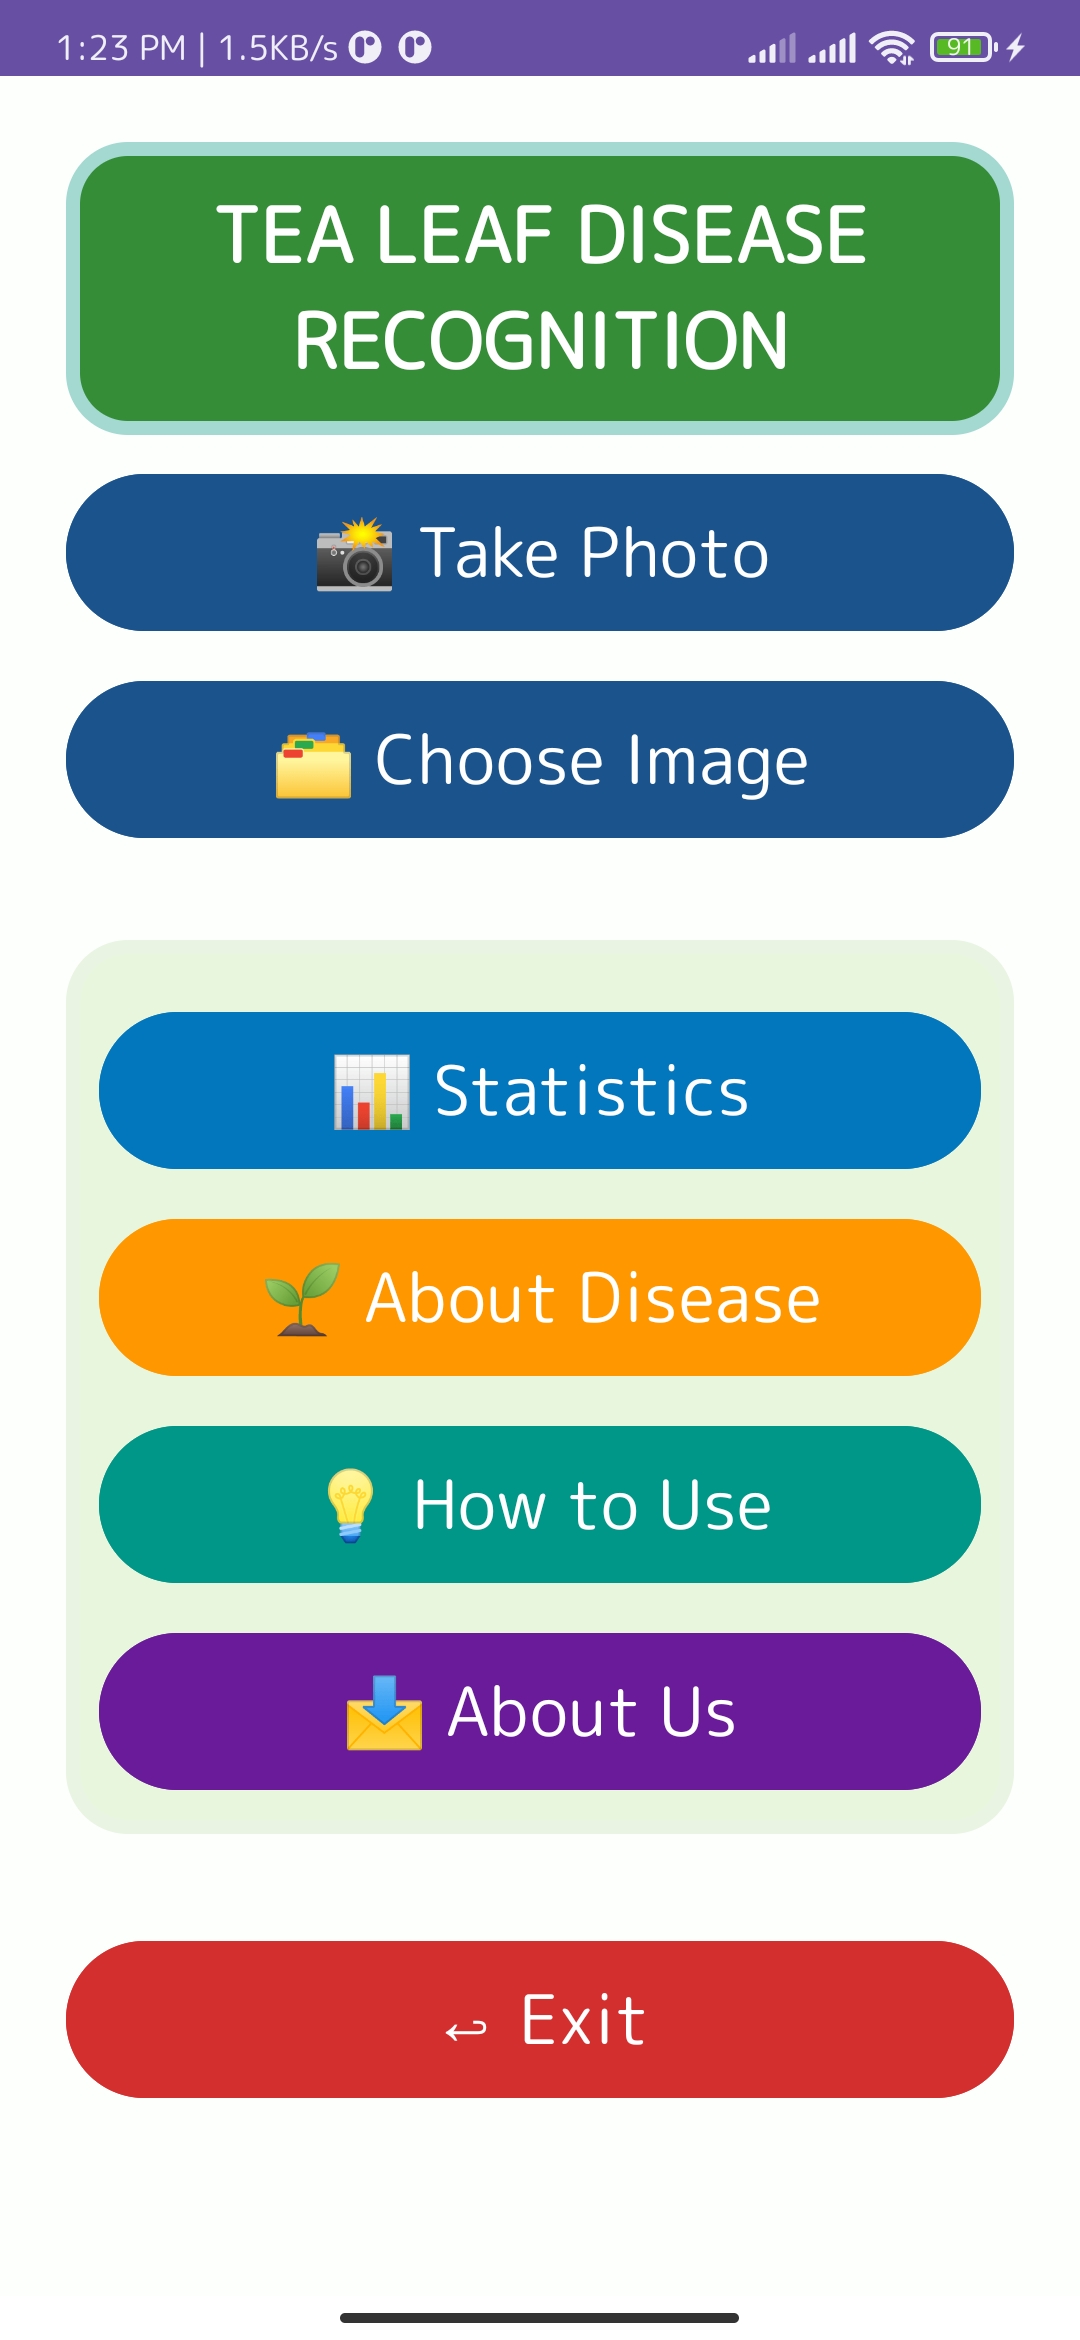 1:23 PM | 1.5KB/s 91
TEA LEAF DISEASE
RECOGNITION
Take Photo
Choose Image
Statistics
About Disease
How to Use
About Us
Exit